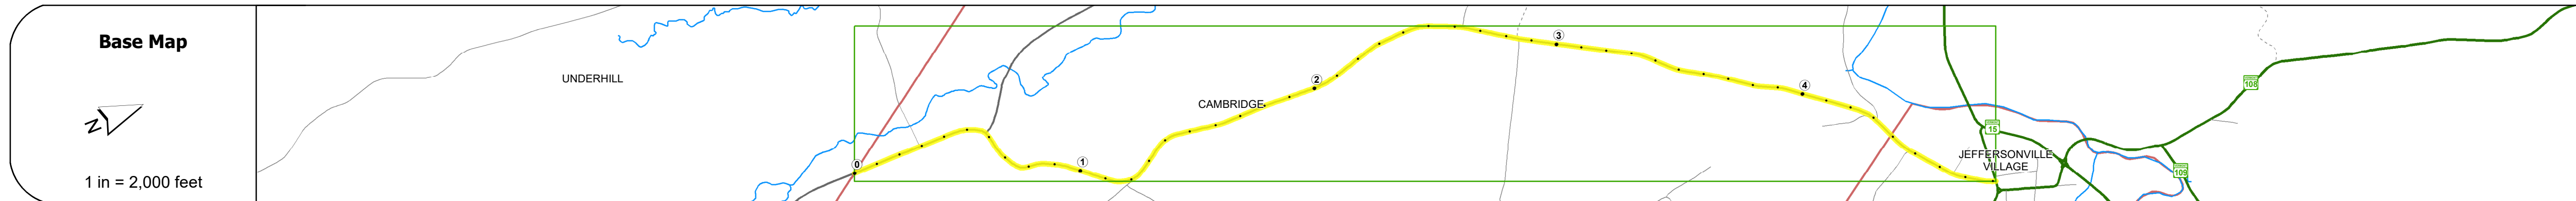 Base Map
N
1 in = 2,000 feet
UNDERHILL
0
1
CAMBRIDGE
2
3
4
15
JEFFERSONVILLE
VILLAGE
108
109